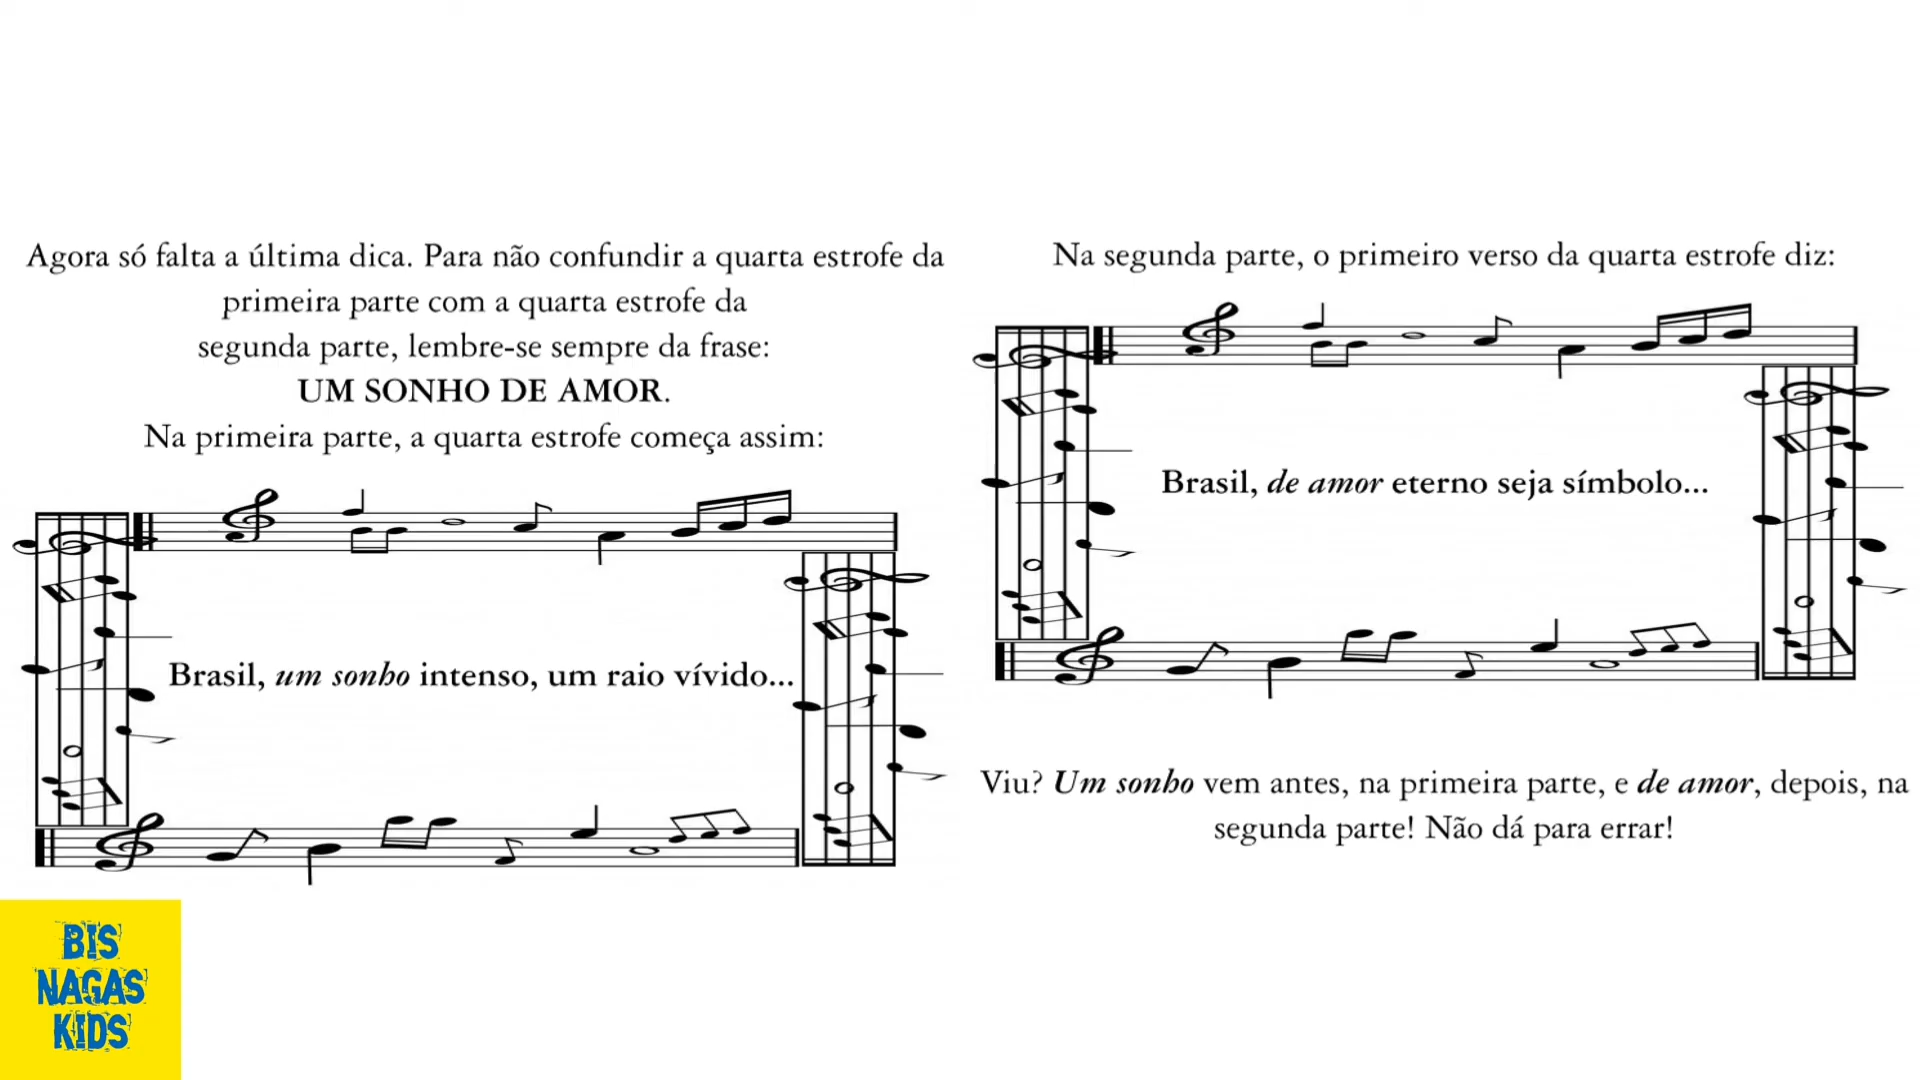 Agora só falta a última dica. Para não confundir a quarta estrofe da
primeira parte com a quarta estrofe da
segunda parte, lembre-se sempre da frase:
UM SONHO DE AMOR.
Na primeira parte, a quarta estrofe começa assim:
Brasil, um sonho intenso, um raio vívido...
Na segunda parte, o primeiro verso da quarta estrofe diz:
Brasil, de amor eterno seja símbolo...
Viu? Um sonho vem antes, na primeira parte, e de amor, depois, na
segunda parte! Não dá para errar!
BIS
NAGAS
KIDS